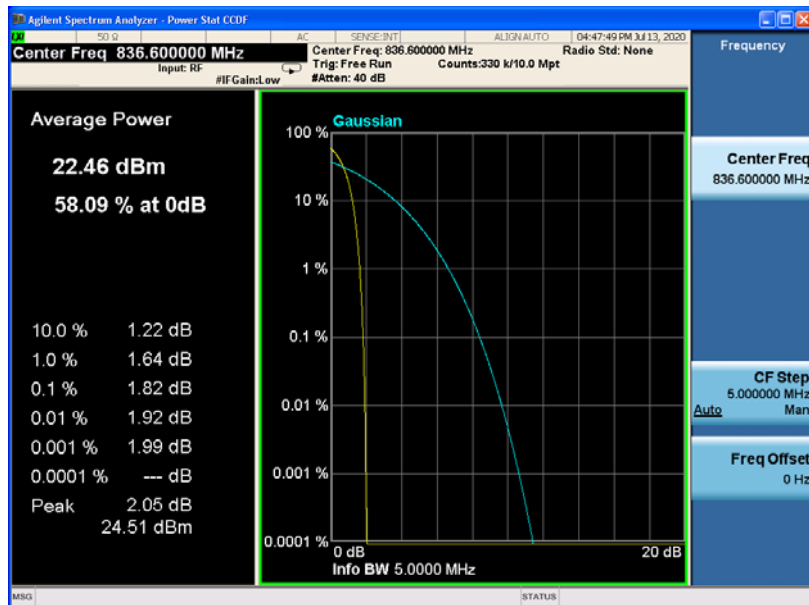 Agilent Spectrum Analyzer - Power Stat CCDF
50 Ω AC SENSE:INT ALIGN AUTO 04:47:49 PM Jul 13, 2020
Center Freq 836.600000 MHz
Input: RF
#IFGain:Low
Center Freq: 836.600000 MHz
Radio Std: None
Trig: Free Run
Counts:330 k/10.0 Mpt
#Atten: 40 dB
Average Power
22.46 dBm
58.09 % at 0dB
10.0 % 1.22 dB
1.0 % 1.64 dB
0.1 % 1.82 dB
0.01 % 1.92 dB
0.001 % 1.99 dB
0.0001 % --- dB
Peak 2.05 dB
24.51 dBm
Gaussian
100 %
10 %
1 %
0.1 %
0.01 %
0.001 %
0.0001 %
0 dB 20 dB
Info BW 5.0000 MHz
Frequency
Center Freq
836.600000 MHz
CF Step
5.000000 MHz
Auto Man
Freq Offset
0 Hz
MSG STATUS